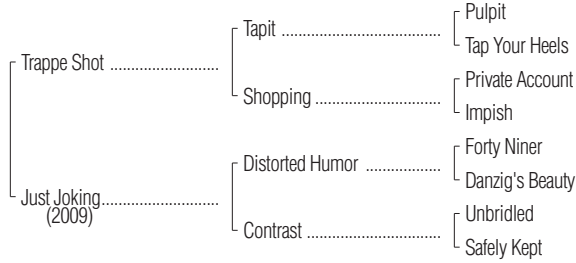 Pulpit
Tapit ........................................
Tap Your Heels
Trappe Shot ...........................
Private Account
Shopping ...............................
Impish
Forty Niner
Distorted Humor ...................
Danzig's Beauty
Just Joking.............................
(2009)
Unbridled
Contrast .................................
Safely Kept